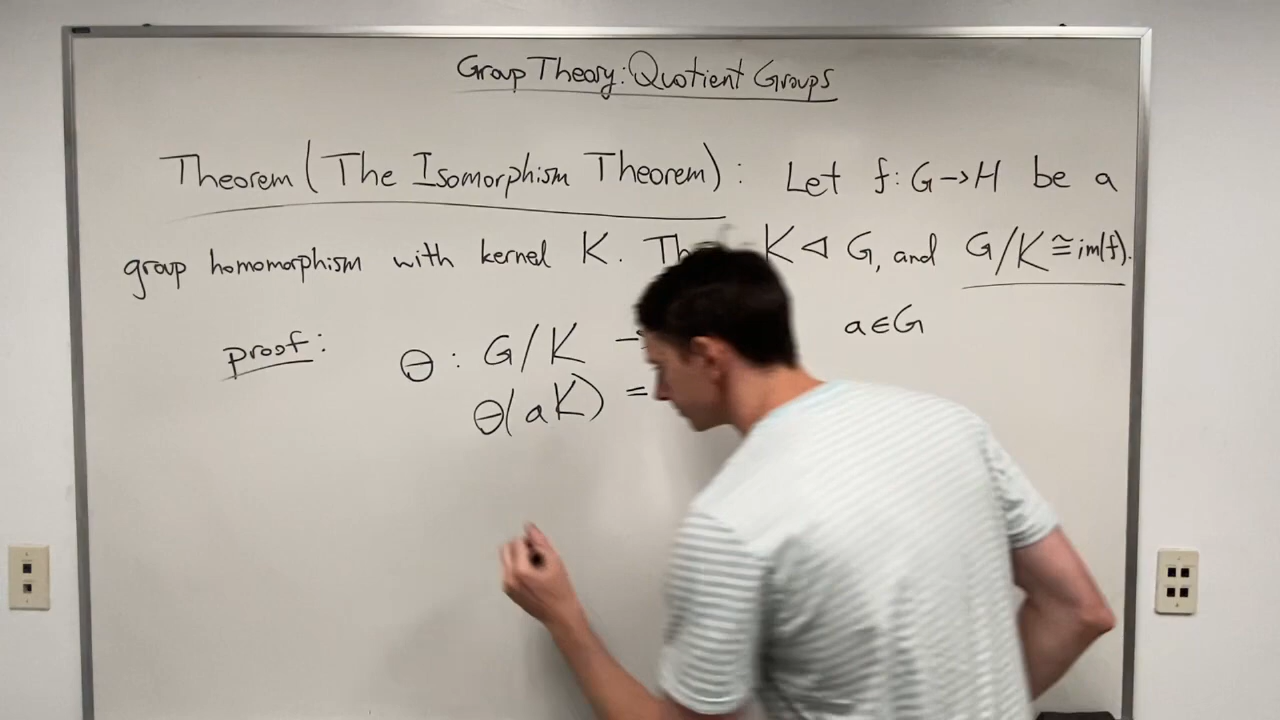 Group Theory: Quotient Groups
Theorem (The Isomorphism Theorem): Let f: G→H be a
group homomorphism with kernel K. K ◁ G, and G/K ≅ im(f).
proof: θ : G/K → a∈G
θ(aK) =